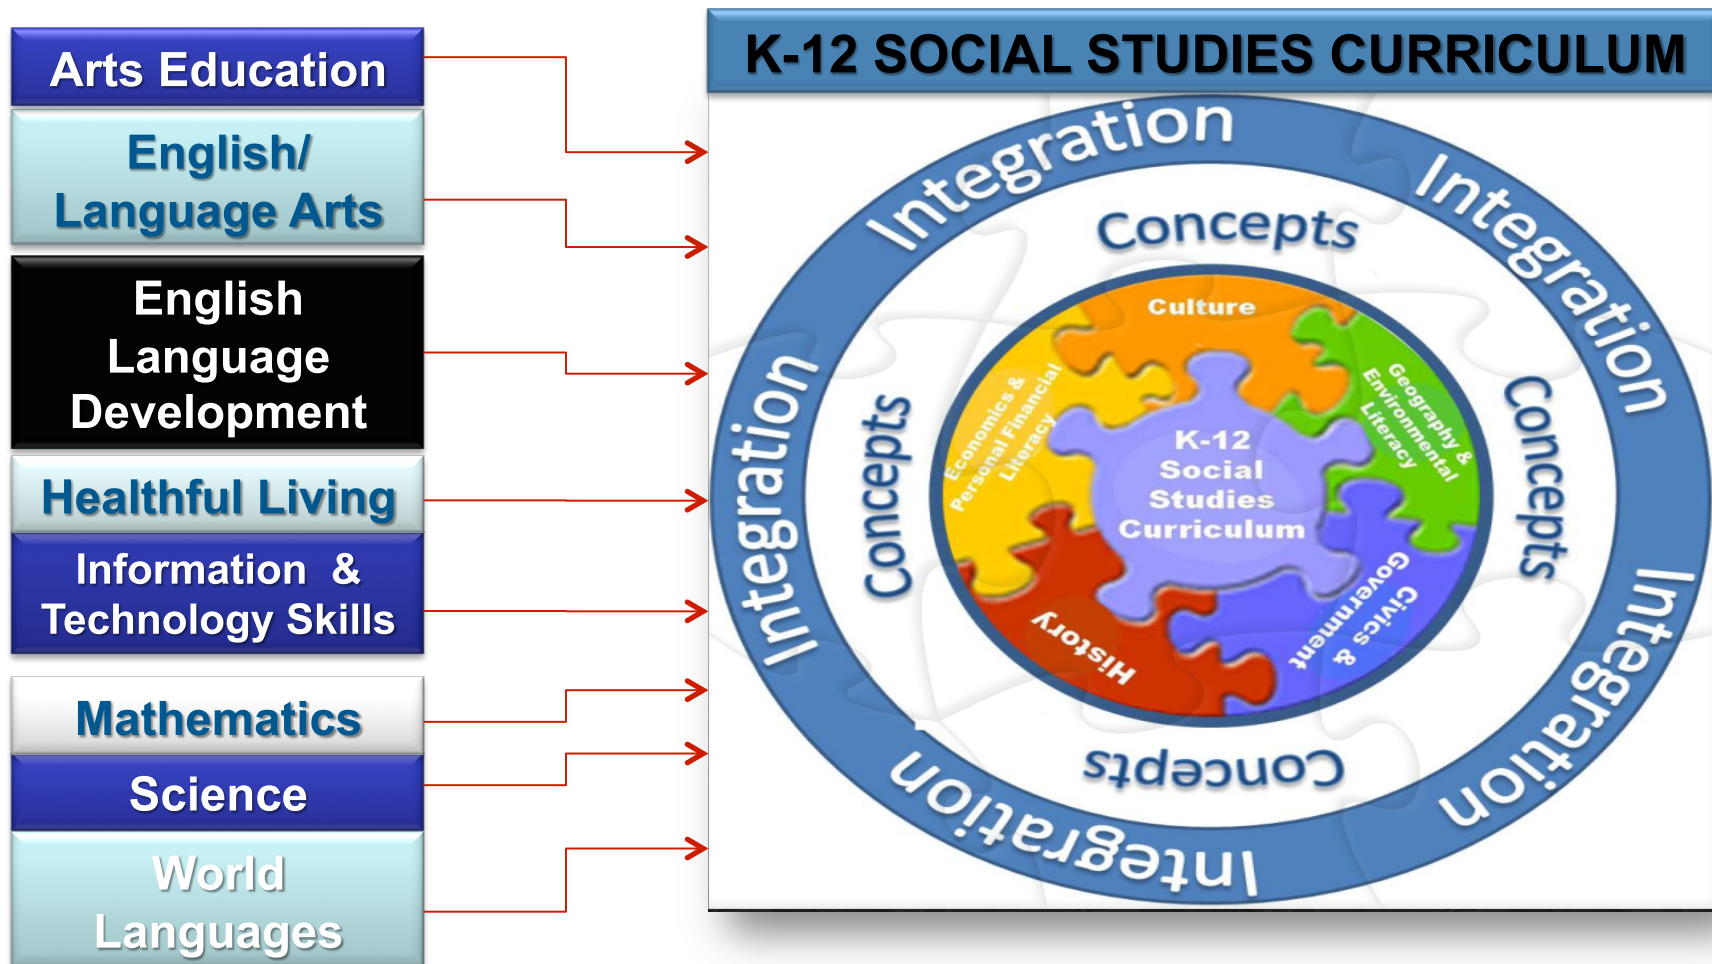 Arts Education
English/
Language Arts
English
Language
Development
Healthful Living
Information &
Technology Skills
Mathematics
Science
World
Languages
K-12 SOCIAL STUDIES CURRICULUM
Integration
Integration
Integration
Integration
Integration
Concepts
Concepts
Concepts
Concepts
Culture
Geography &
Environmental
Literacy
Civics &
Government
History
Economics &
Personal Financial
Literacy
K-12
Social
Studies
Curriculum